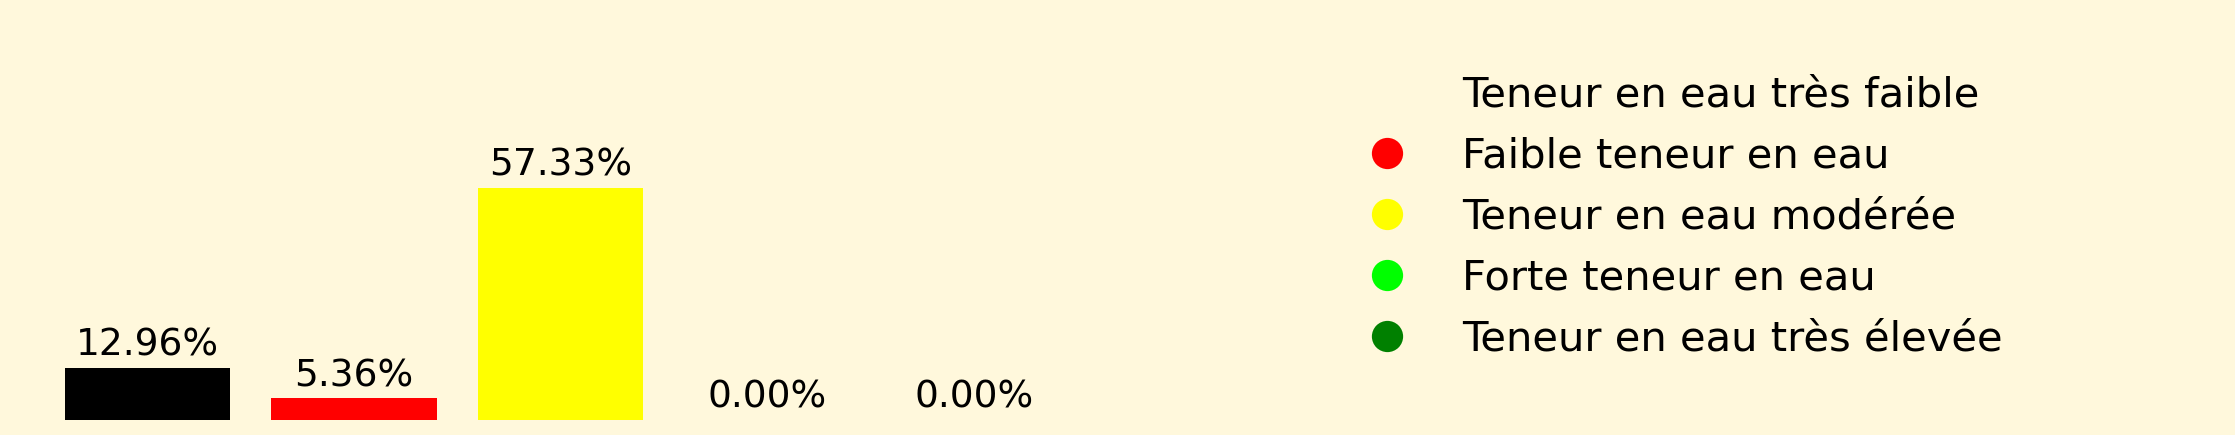 12.96%
5.36%
57.33%
0.00%
0.00%
Teneur en eau très faible
Faible teneur en eau
Teneur en eau modérée
Forte teneur en eau
Teneur en eau très élevée